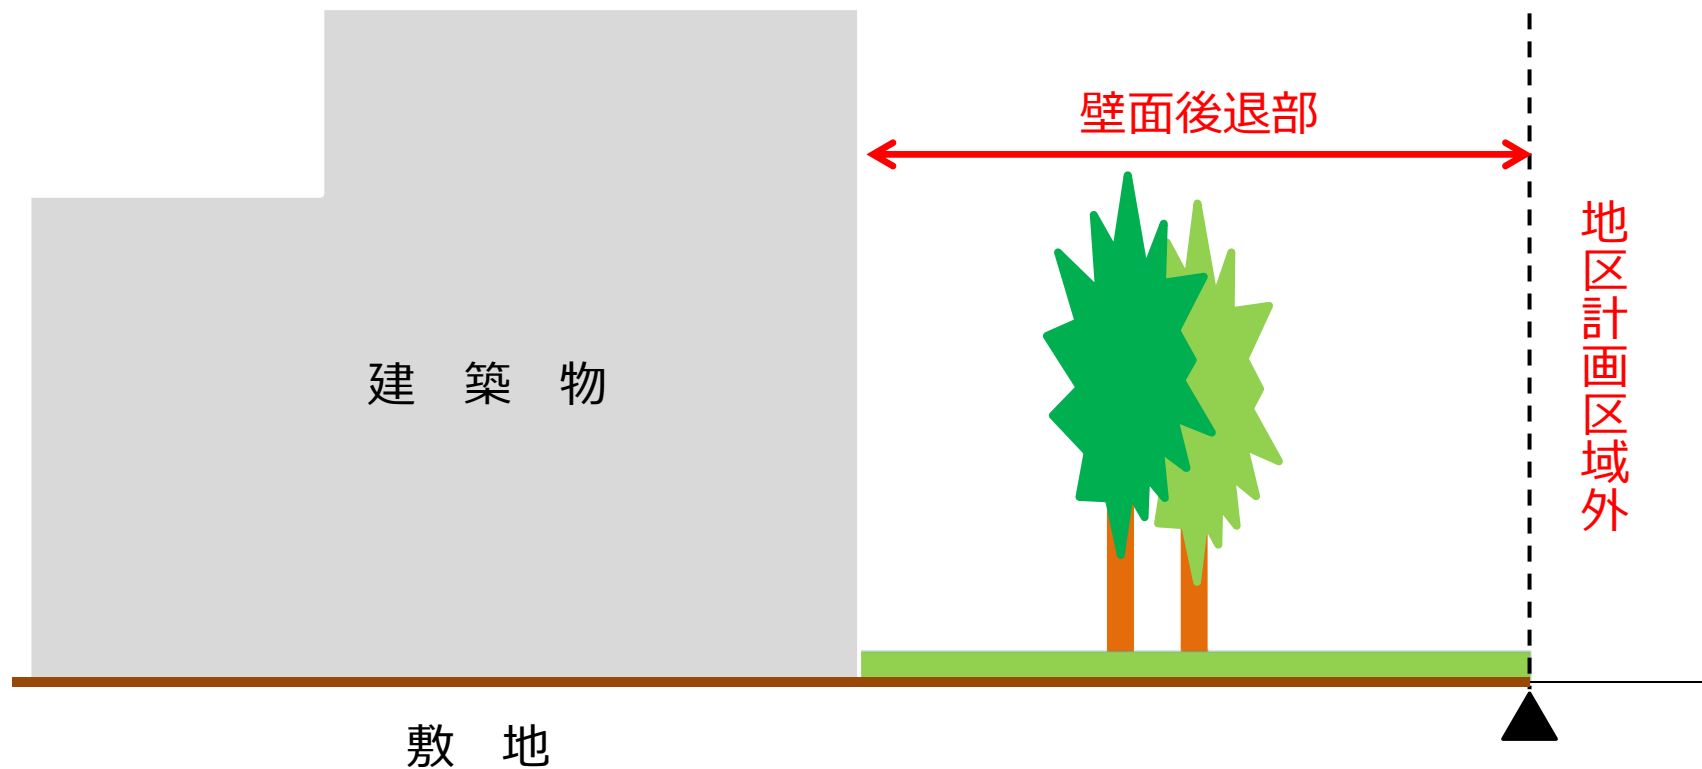 壁面後退部
地区計画区域外
建　築　物
敷　地